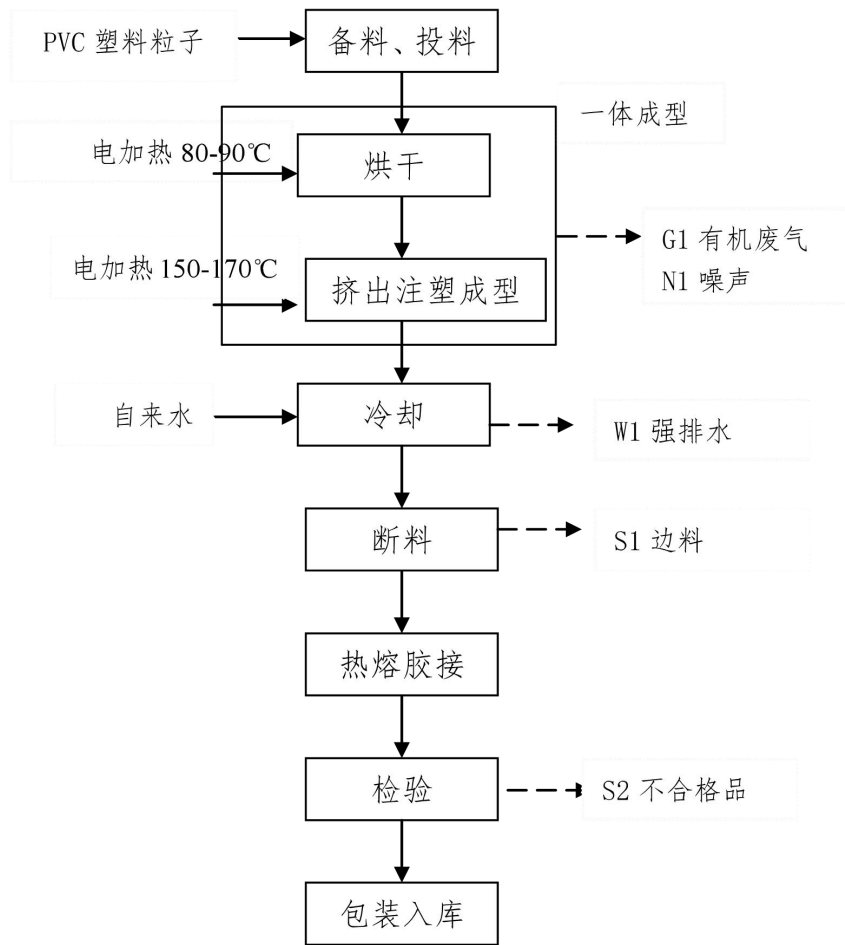 PVC 塑料粒子
备料、投料
一体成型
电加热 80-90℃
烘干
G1 有机废气
N1 噪声
电加热 150-170℃
挤出注塑成型
自来水
冷却
W1 强排水
断料
S1 边料
热熔胶接
检验
S2 不合格品
包装入库